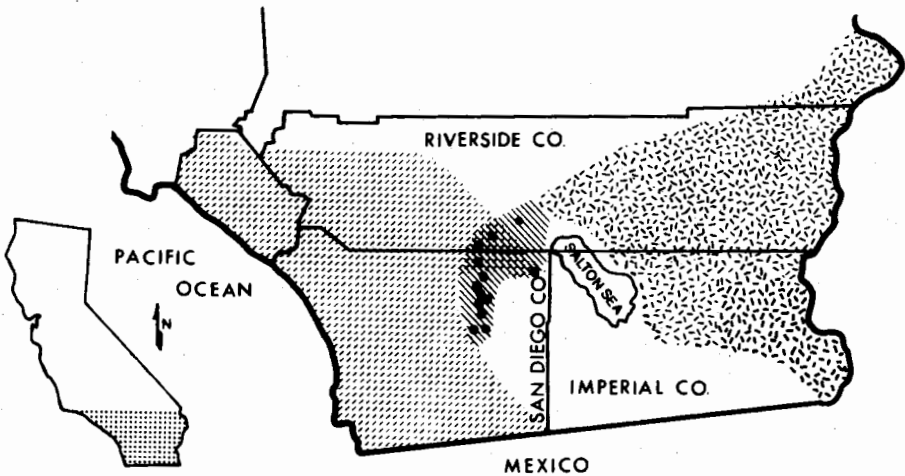 RIVERSIDE CO.
PACIFIC
OCEAN
N
SALTON SEA
SAN DIEGO CO.
IMPERIAL CO.
MEXICO